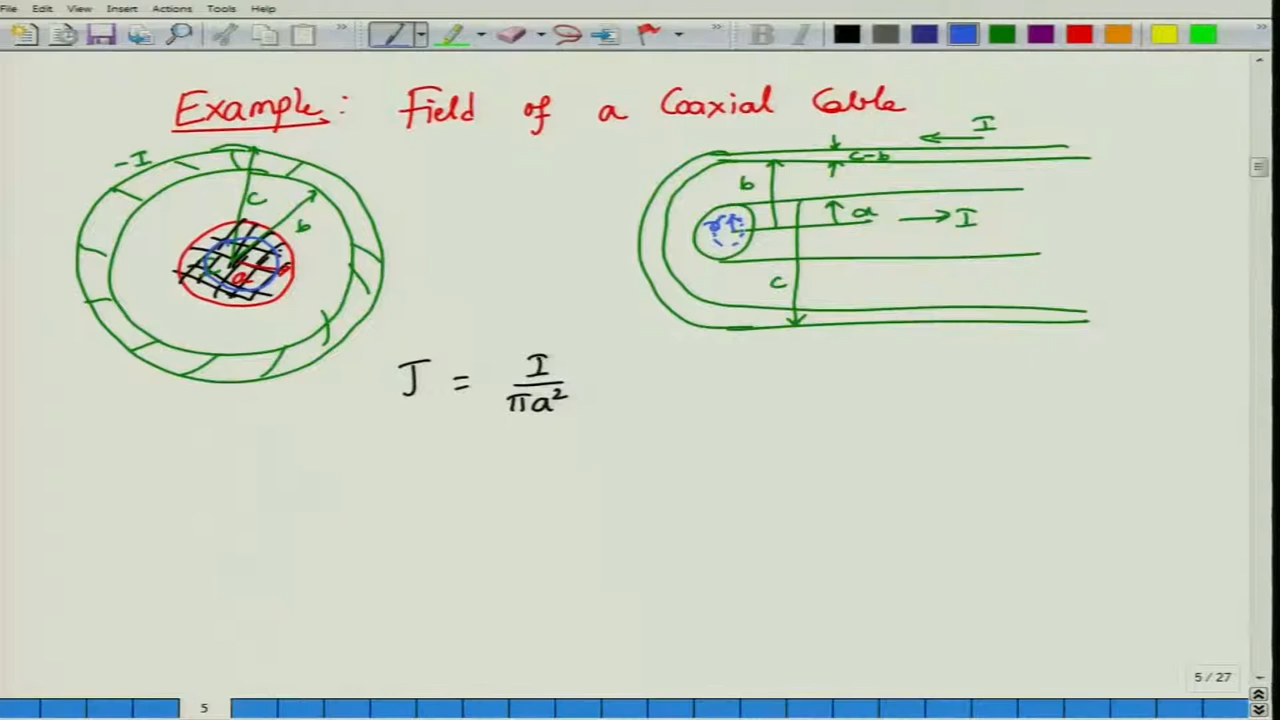 File Edit View Insert Actions Tools Help
Example: Field of a Coaxial Cable
-I
c
b
a
I
c-b
b
a
I
r
c
J = I/πa²
5 / 27
5